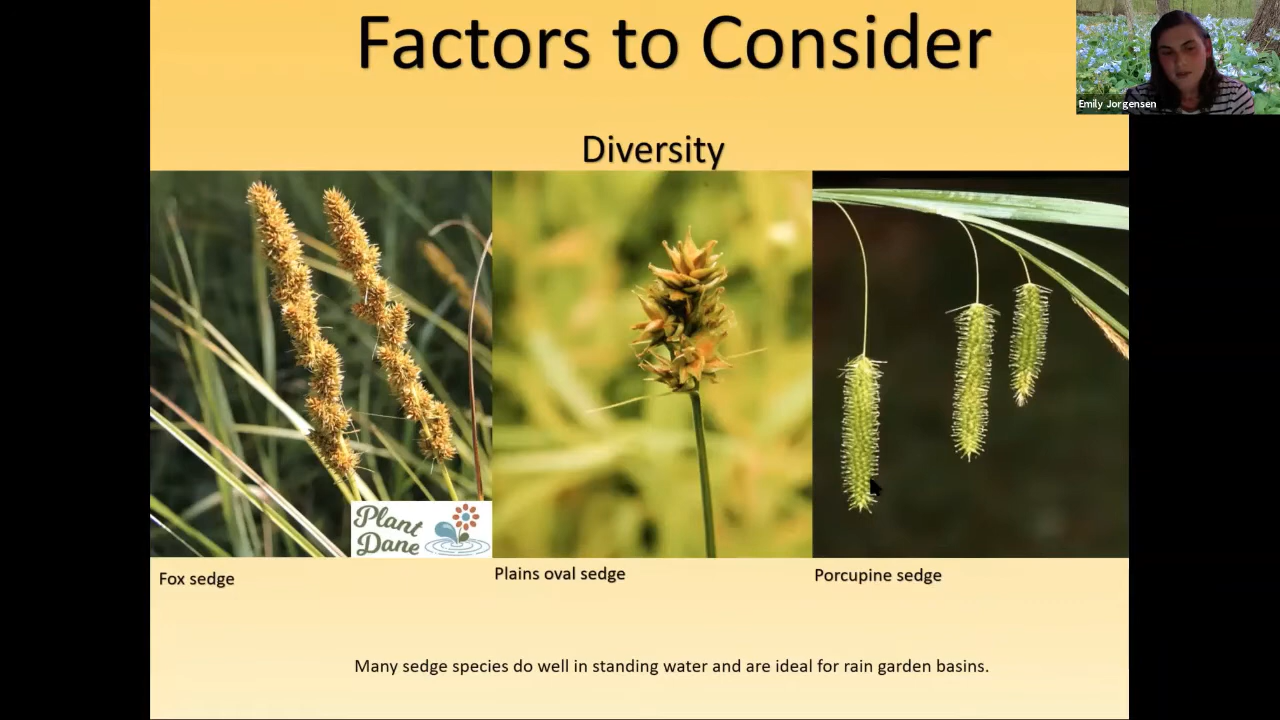 Factors to Consider
Emily Jorgensen
Diversity
Plant
Dane
Fox sedge
Plains oval sedge
Porcupine sedge
Many sedge species do well in standing water and are ideal for rain garden basins.